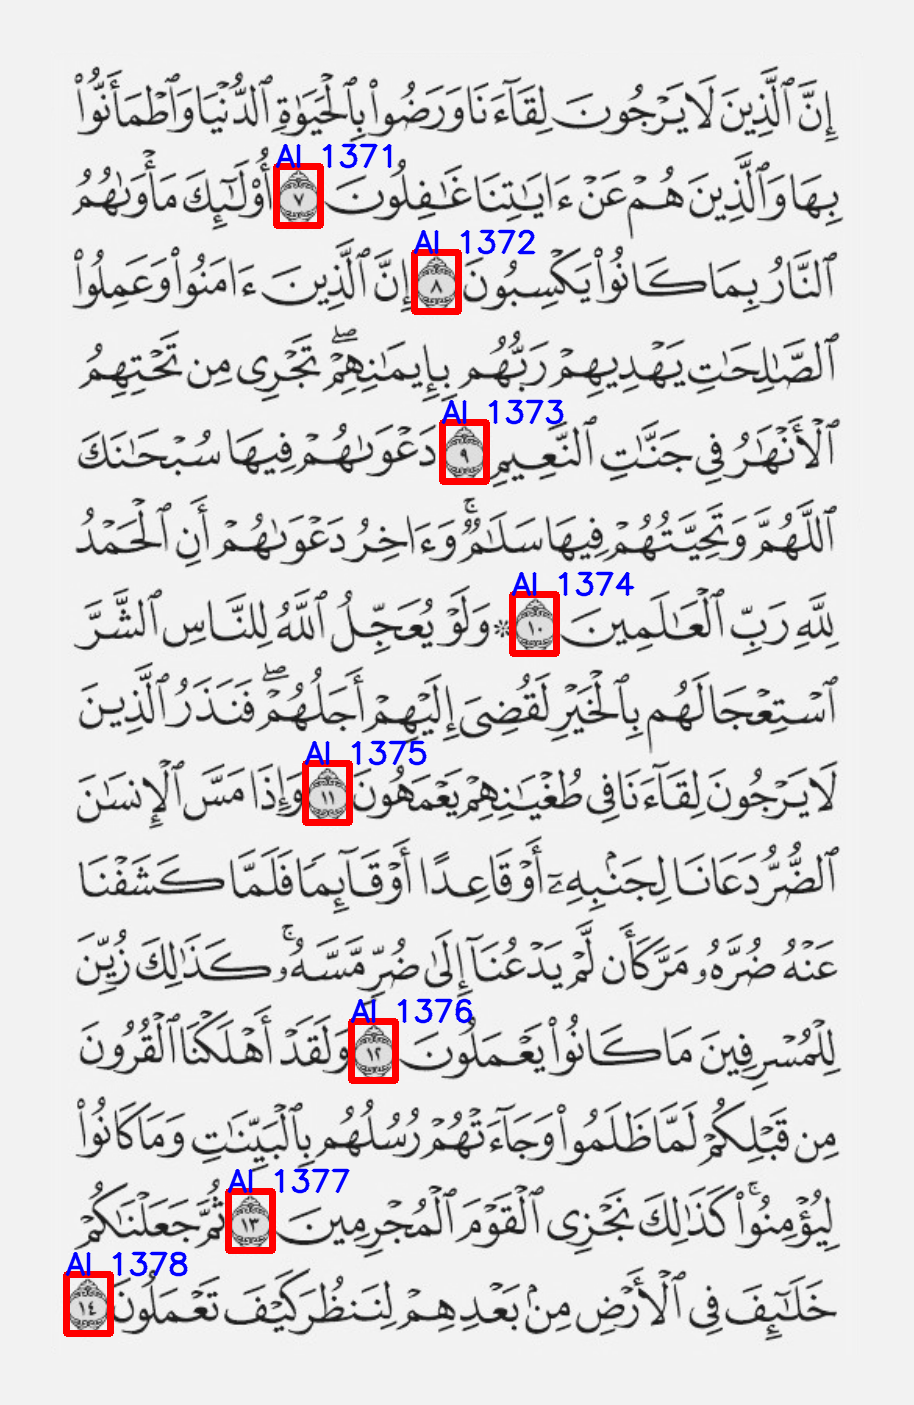 إِنَّ ٱلَّذِينَ لَا يَرْجُونَ لِقَآءَنَا وَرَضُوا۟ بِٱلْحَيَوٰةِ ٱلدُّنْيَا وَٱطْمَأَنُّوا۟
AI 1371
بِهَا وَٱلَّذِينَ هُمْ عَنْ ءَايَـٰتِنَا غَـٰفِلُونَ ٧ أُو۟لَـٰٓئِكَ مَأْوَىٰهُمُ
AI 1372
ٱلنَّارُ بِمَا كَانُوا۟ يَكْسِبُونَ ٨ إِنَّ ٱلَّذِينَ ءَامَنُوا۟ وَعَمِلُوا۟
ٱلصَّـٰلِحَـٰتِ يَهْدِيهِمْ رَبُّهُم بِإِيمَـٰنِهِمْ ۖ تَجْرِى مِن تَحْتِهِمُ
AI 1373
ٱلْأَنْهَـٰرُ فِى جَنَّـٰتِ ٱلنَّعِيمِ ٩ دَعْوَىٰهُمْ فِيهَا سُبْحَـٰنَكَ
ٱللَّهُمَّ وَتَحِيَّتُهُمْ فِيهَا سَلَـٰمٌ ۚ وَءَاخِرُ دَعْوَىٰهُمْ أَنِ ٱلْحَمْدُ
AI 1374
لِلَّهِ رَبِّ ٱلْعَـٰلَمِينَ ١٠ ۞ وَلَوْ يُعَجِّلُ ٱللَّهُ لِلنَّاسِ ٱلشَّرَّ
ٱسْتِعْجَالَهُم بِٱلْخَيْرِ لَقُضِىَ إِلَيْهِمْ أَجَلُهُمْ ۖ فَنَذَرُ ٱلَّذِينَ
AI 1375
لَا يَرْجُونَ لِقَآءَنَا فِى طُغْيَـٰنِهِمْ يَعْمَهُونَ ١١ وَإِذَا مَسَّ ٱلْإِنسَـٰنَ
ٱلضُّرُّ دَعَانَا لِجَنۢبِهِۦٓ أَوْ قَاعِدًا أَوْ قَآئِمًا فَلَمَّا كَشَفْنَا
عَنْهُ ضُرَّهُۥ مَرَّ كَأَن لَّمْ يَدْعُنَآ إِلَىٰ ضُرٍّ مَّسَّهُۥ ۚ كَذَٰلِكَ زُيِّنَ
AI 1376
لِلْمُسْرِفِينَ مَا كَانُوا۟ يَعْمَلُونَ ١٢ وَلَقَدْ أَهْلَكْنَا ٱلْقُرُونَ
مِن قَبْلِكُمْ لَمَّا ظَلَمُوا۟ وَجَآءَتْهُمْ رُسُلُهُم بِٱلْبَيِّنَـٰتِ وَمَا كَانُوا۟
AI 1377
لِيُؤْمِنُوا۟ ۚ كَذَٰلِكَ نَجْزِى ٱلْقَوْمَ ٱلْمُجْرِمِينَ ١٣ ثُمَّ جَعَلْنَـٰكُمْ
AI 1378
خَلَـٰٓئِفَ فِى ٱلْأَرْضِ مِنۢ بَعْدِهِمْ لِنَنظُرَ كَيْفَ تَعْمَلُونَ ١٤